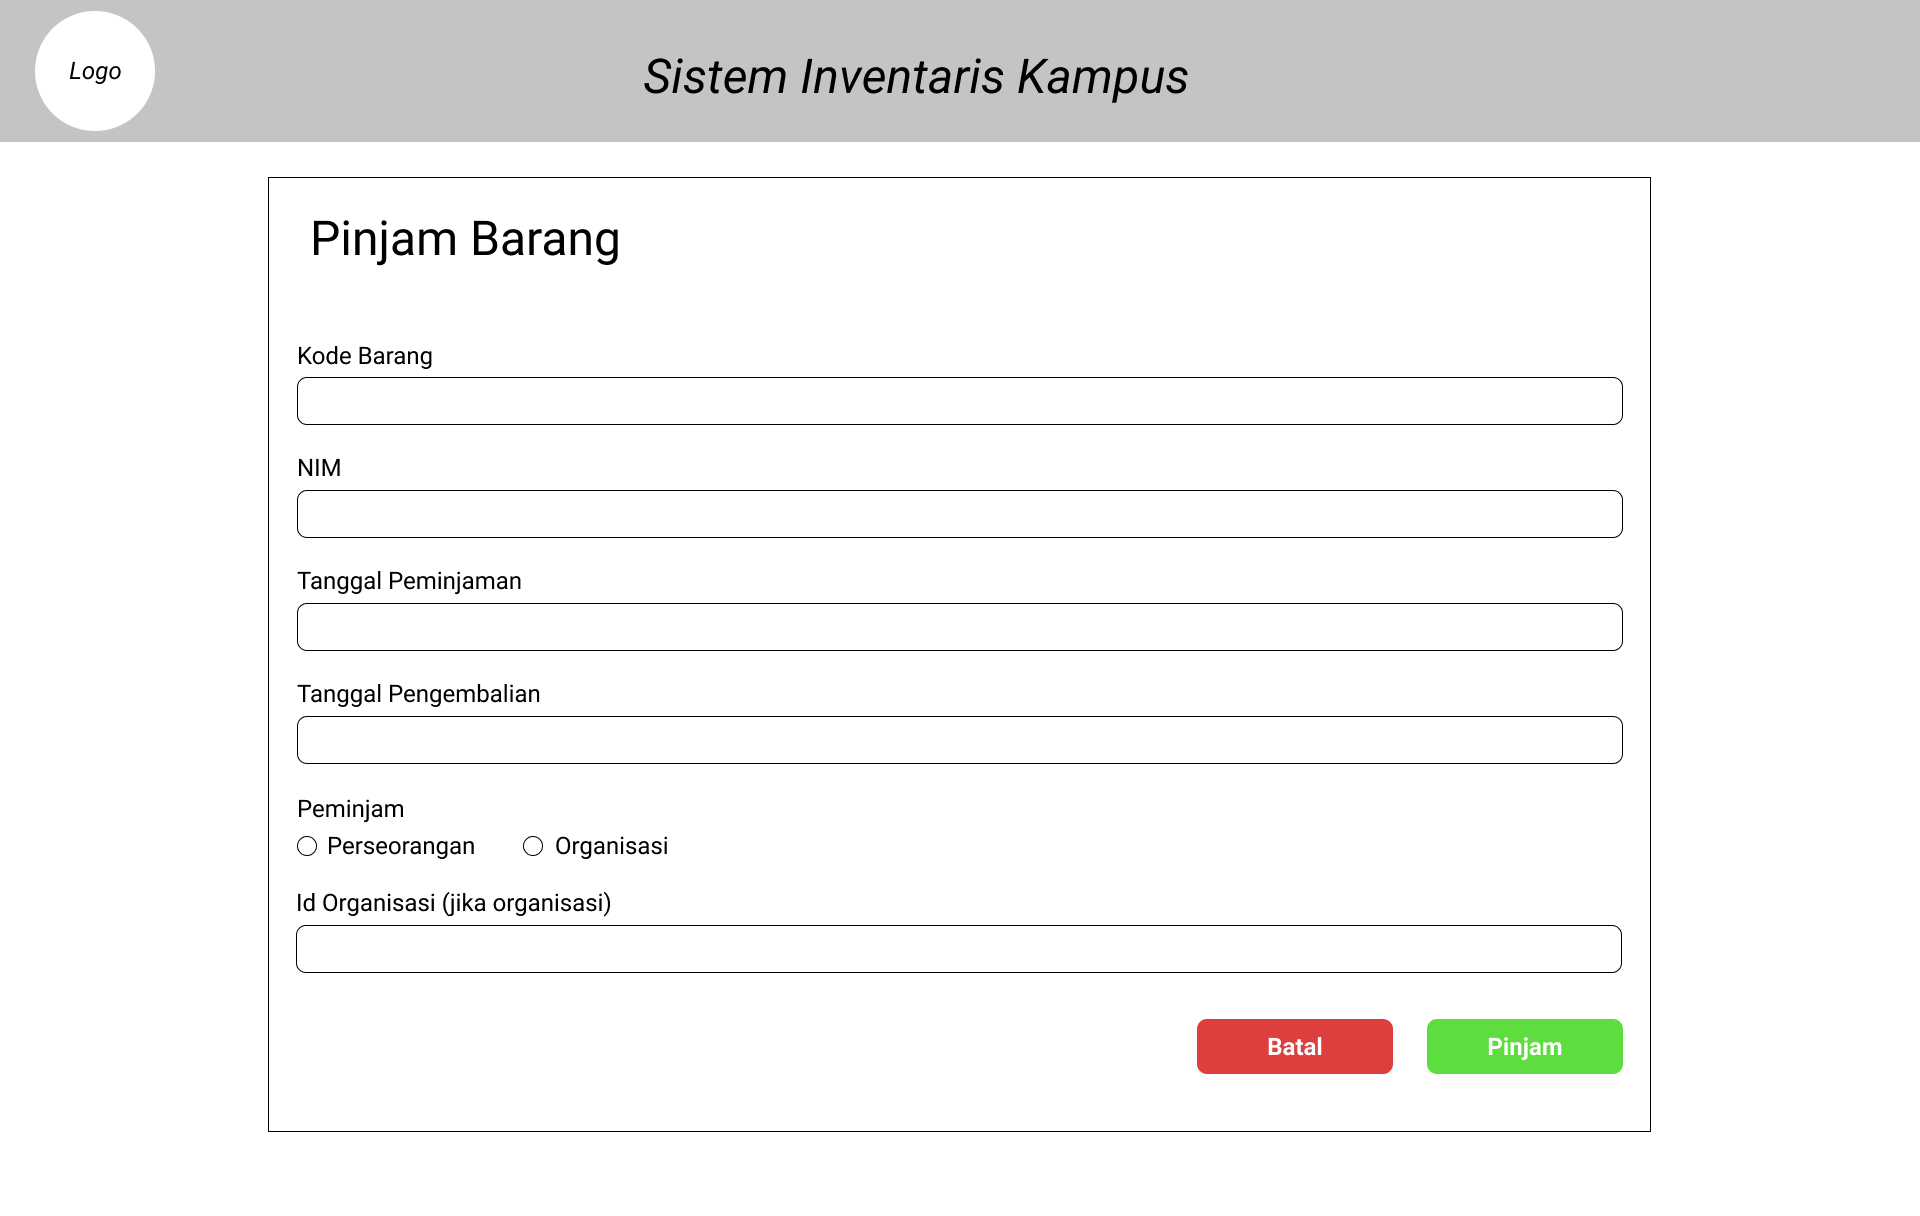 Logo
Sistem Inventaris Kampus
Pinjam Barang
Kode Barang
NIM
Tanggal Peminjaman
Tanggal Pengembalian
Peminjam
Perseorangan Organisasi
Id Organisasi (jika organisasi)
Batal Pinjam